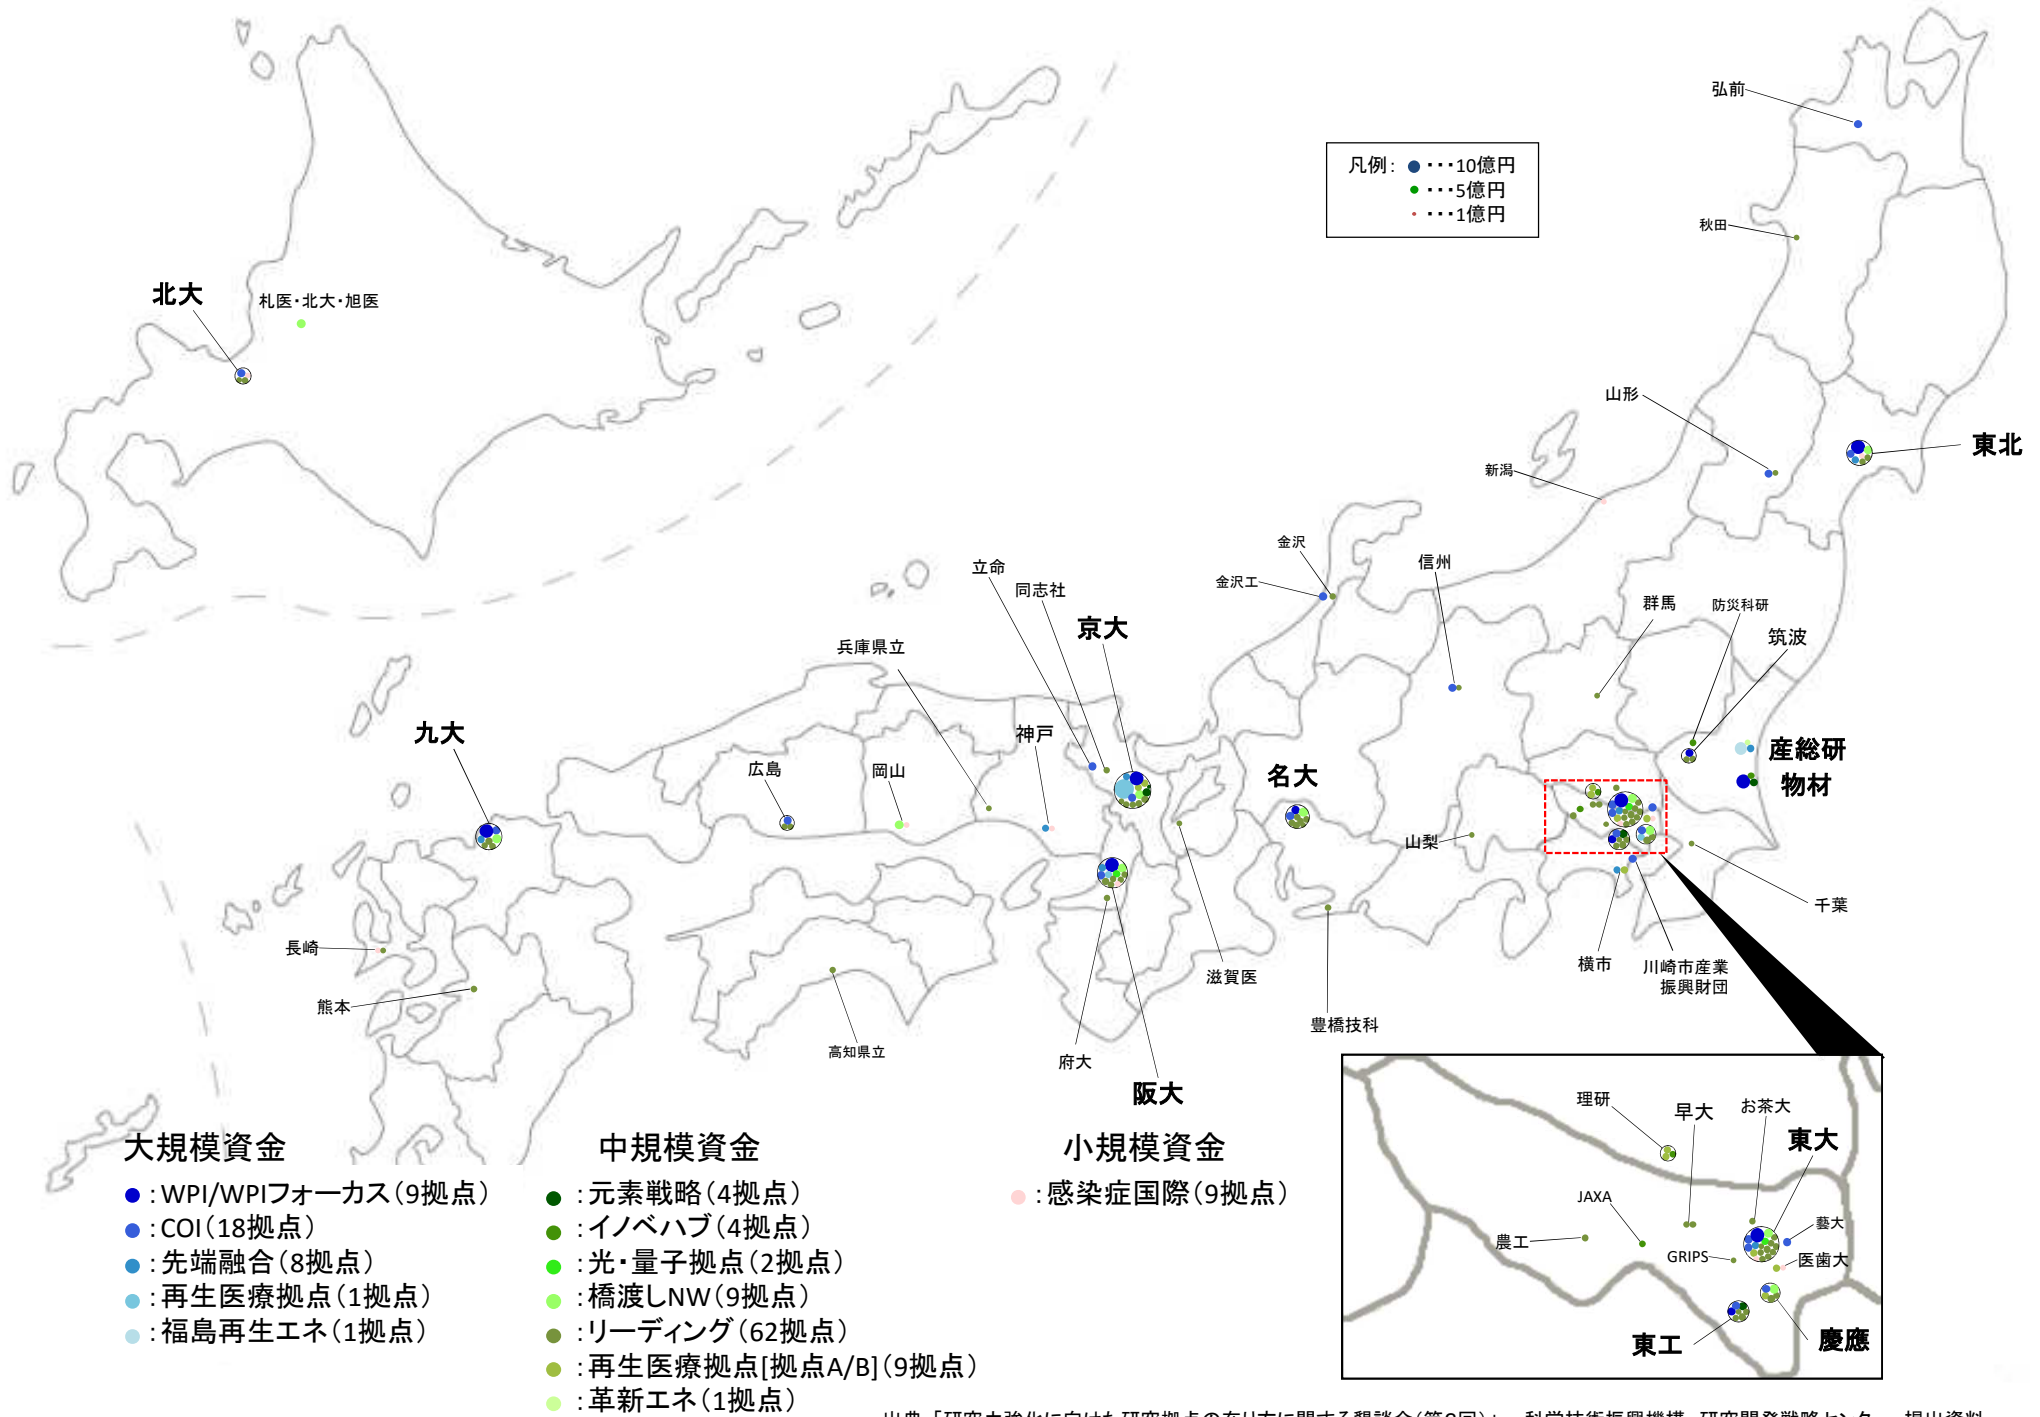 弘前
凡例： ● ･･･10億円
● ･･･5億円
･･･1億円
秋田
北大
札医・北大・旭医
山形
東北
新潟
金沢
金沢工
信州
立命
同志社
京大
兵庫県立
群馬
防災科研
筑波
九大
神戸
広島
岡山
名大
産総研
物材
山梨
千葉
長崎
熊本
高知県立
府大
阪大
滋賀医
豊橋技科
横市
川崎市産業
振興財団
理研
早大
お茶大
東大
JAXA
農工
GRIPS
藝大
医歯大
東工
慶應
大規模資金
：WPI/WPIフォーカス（9拠点）
：COI（18拠点）
：先端融合（8拠点）
：再生医療拠点（1拠点）
：福島再生エネ（1拠点）
中規模資金
：元素戦略（4拠点）
：イノベハブ（4拠点）
：光・量子拠点（2拠点）
：橋渡しNW（9拠点）
：リーディング（62拠点）
：再生医療拠点[拠点A/B]（9拠点）
：革新エネ（1拠点）
小規模資金
：感染症国際（9拠点）